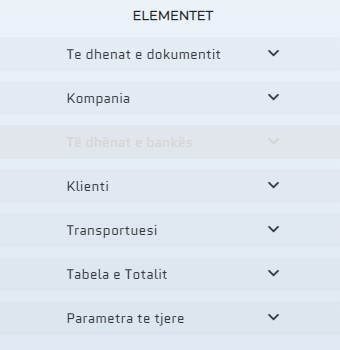 ELEMENTET
Te dhenat e dokumentit
Kompania
Të dhënat e bankës
Klienti
Transportuesi
Tabela e Totalit
Parametra te tjere